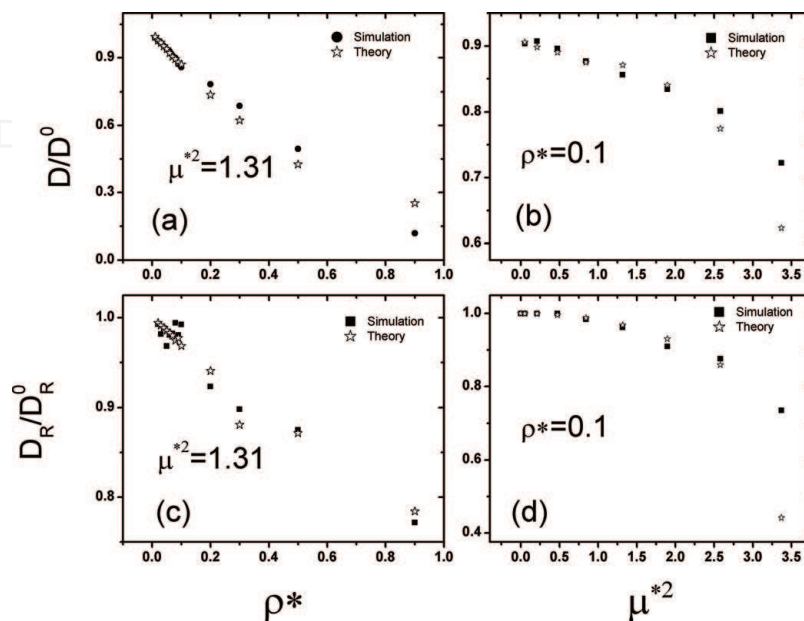 Simulation
Theory
0.9
0.6
0.3
0.0
D/D⁰
μ*²=1.31
(a)
0.0 0.2 0.4 0.6 0.8 1.0
Simulation
Theory
0.9
0.8
0.7
0.6
ρ*=0.1
(b)
0.0 0.5 1.0 1.5 2.0 2.5 3.0 3.5
Simulation
Theory
1.0
0.9
0.8
D_R/D_R⁰
μ*²=1.31
(c)
0.0 0.2 0.4 0.6 0.8 1.0
ρ*
Simulation
Theory
1.0
0.8
0.6
0.4
ρ*=0.1
(d)
0.0 0.5 1.0 1.5 2.0 2.5 3.0 3.5
μ*²